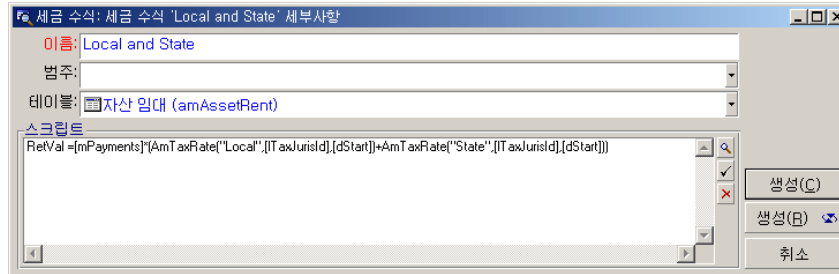 세금 수식: 세금 수식 'Local and State' 세부사항
이름: Local and State
범주:
테이블: 자산 임대 (amAssetRent)
스크립트
RetVal =[mPayments]*(AmTaxRate("Local",[lTaxJurisId],[dStart])+AmTaxRate("State",[lTaxJurisId],[dStart]))
생성(C)
생성(R)
취소